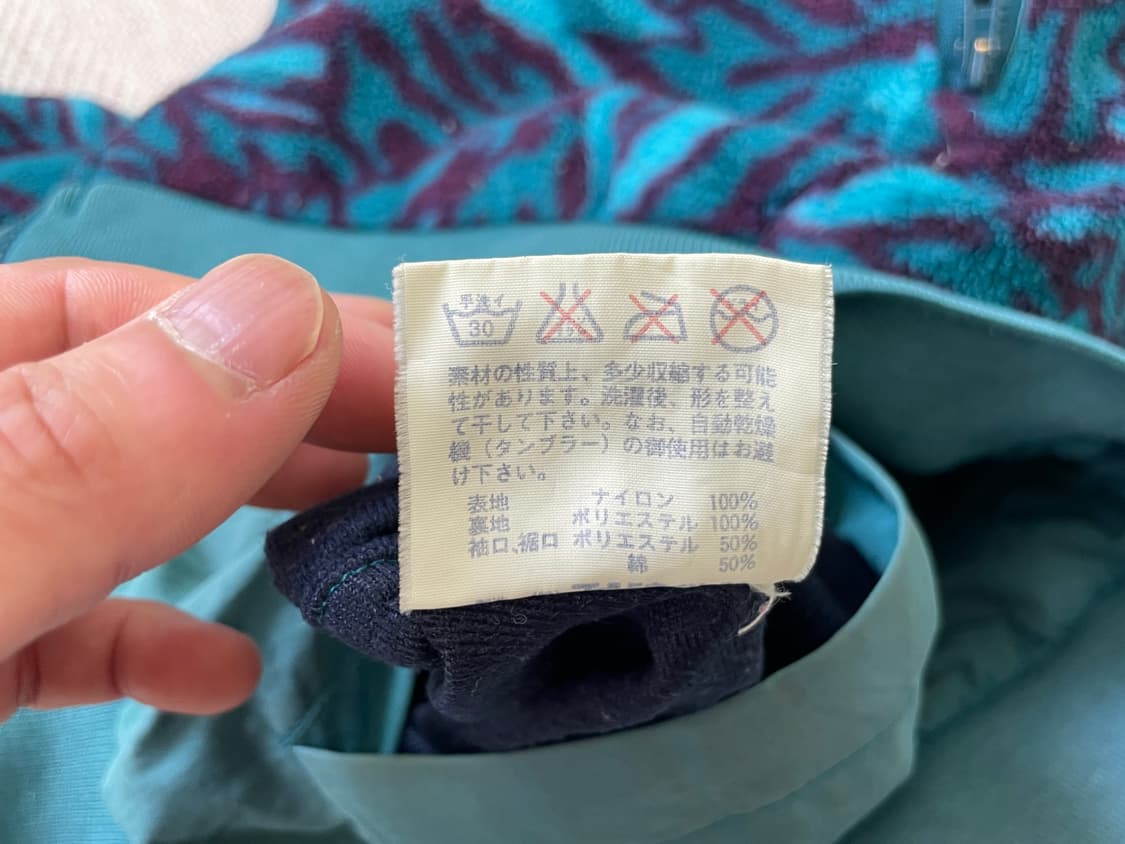 手洗イ
30
素材の性質上、多少収縮する可能
性があります。洗濯後、形を整え
て干して下さい。なお、自動乾燥
機（タンブラー）の御使用はお避
け下さい。
表地 ナイロン 100%
裏地 ポリエステル 100%
袖口、裾口 ポリエステル 50%
綿 50%